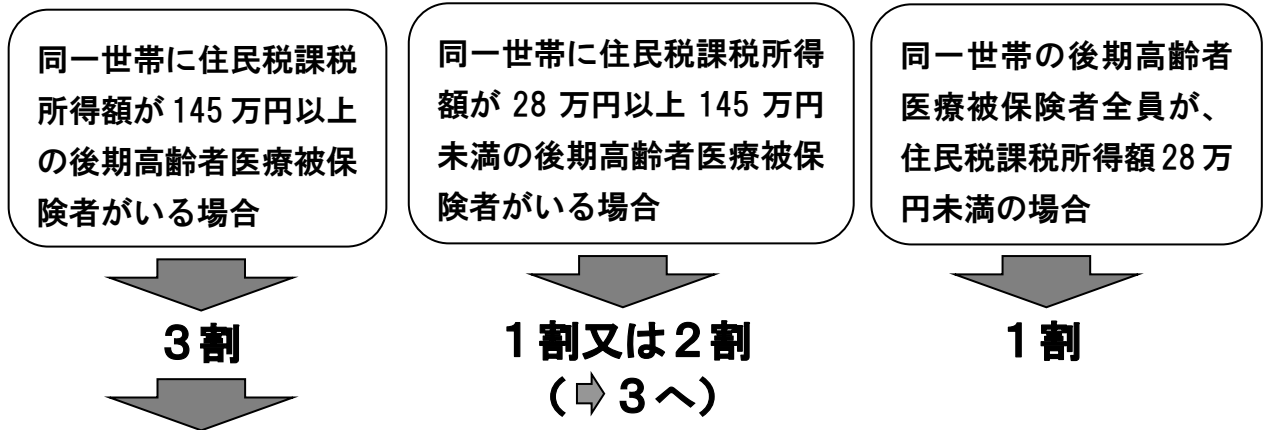 同一世帯に住民税課税
所得額が145万円以上
の後期高齢者医療被保
険者がいる場合
3割
同一世帯に住民税課税所得
額が 28 万円以上 145 万円
未満の後期高齢者医療被保
険者がいる場合
1割又は2割
(⇨3へ)
同一世帯の後期高齢者
医療被保険者全員が、
住民税課税所得額28万
円未満の場合
1割